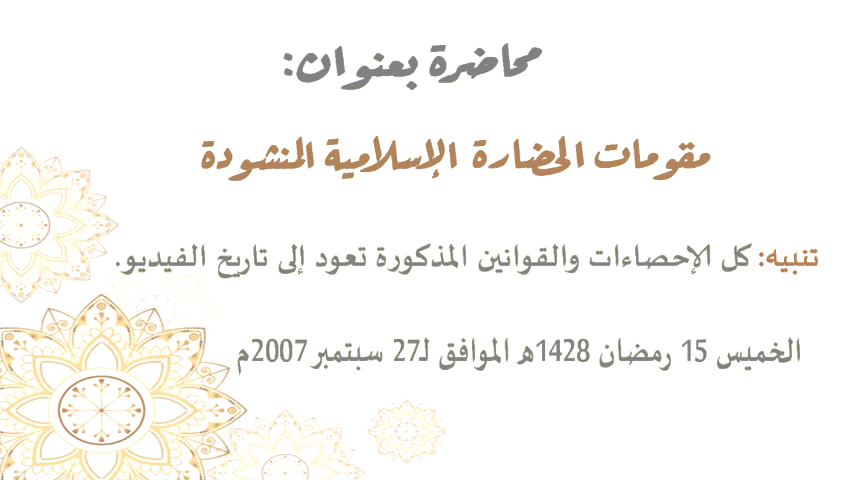 محاضرة بعنوان:
مقومات الحضارة الإسلامية المنشودة
تنبيه: كل الإحصاءات والقوانين المذكورة تعود إلى تاريخ الفيديو.
الخميس 15 رمضان 1428هـ الموافق لـ27 سبتمبر 2007م